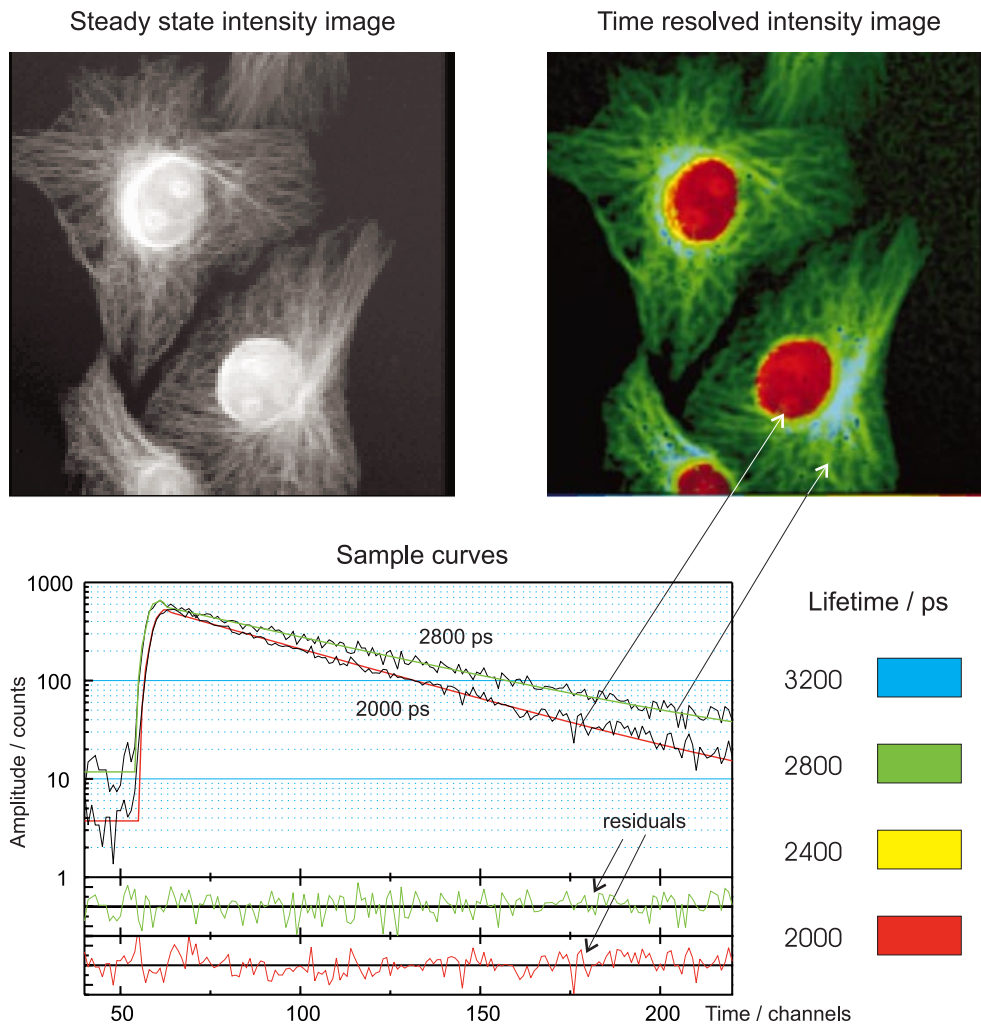 Steady state intensity image
Time resolved intensity image
Sample curves
Amplitude / counts
1000
100
10
1
2800 ps
2000 ps
residuals
50
100
150
200
Time / channels
Lifetime / ps
3200
2800
2400
2000